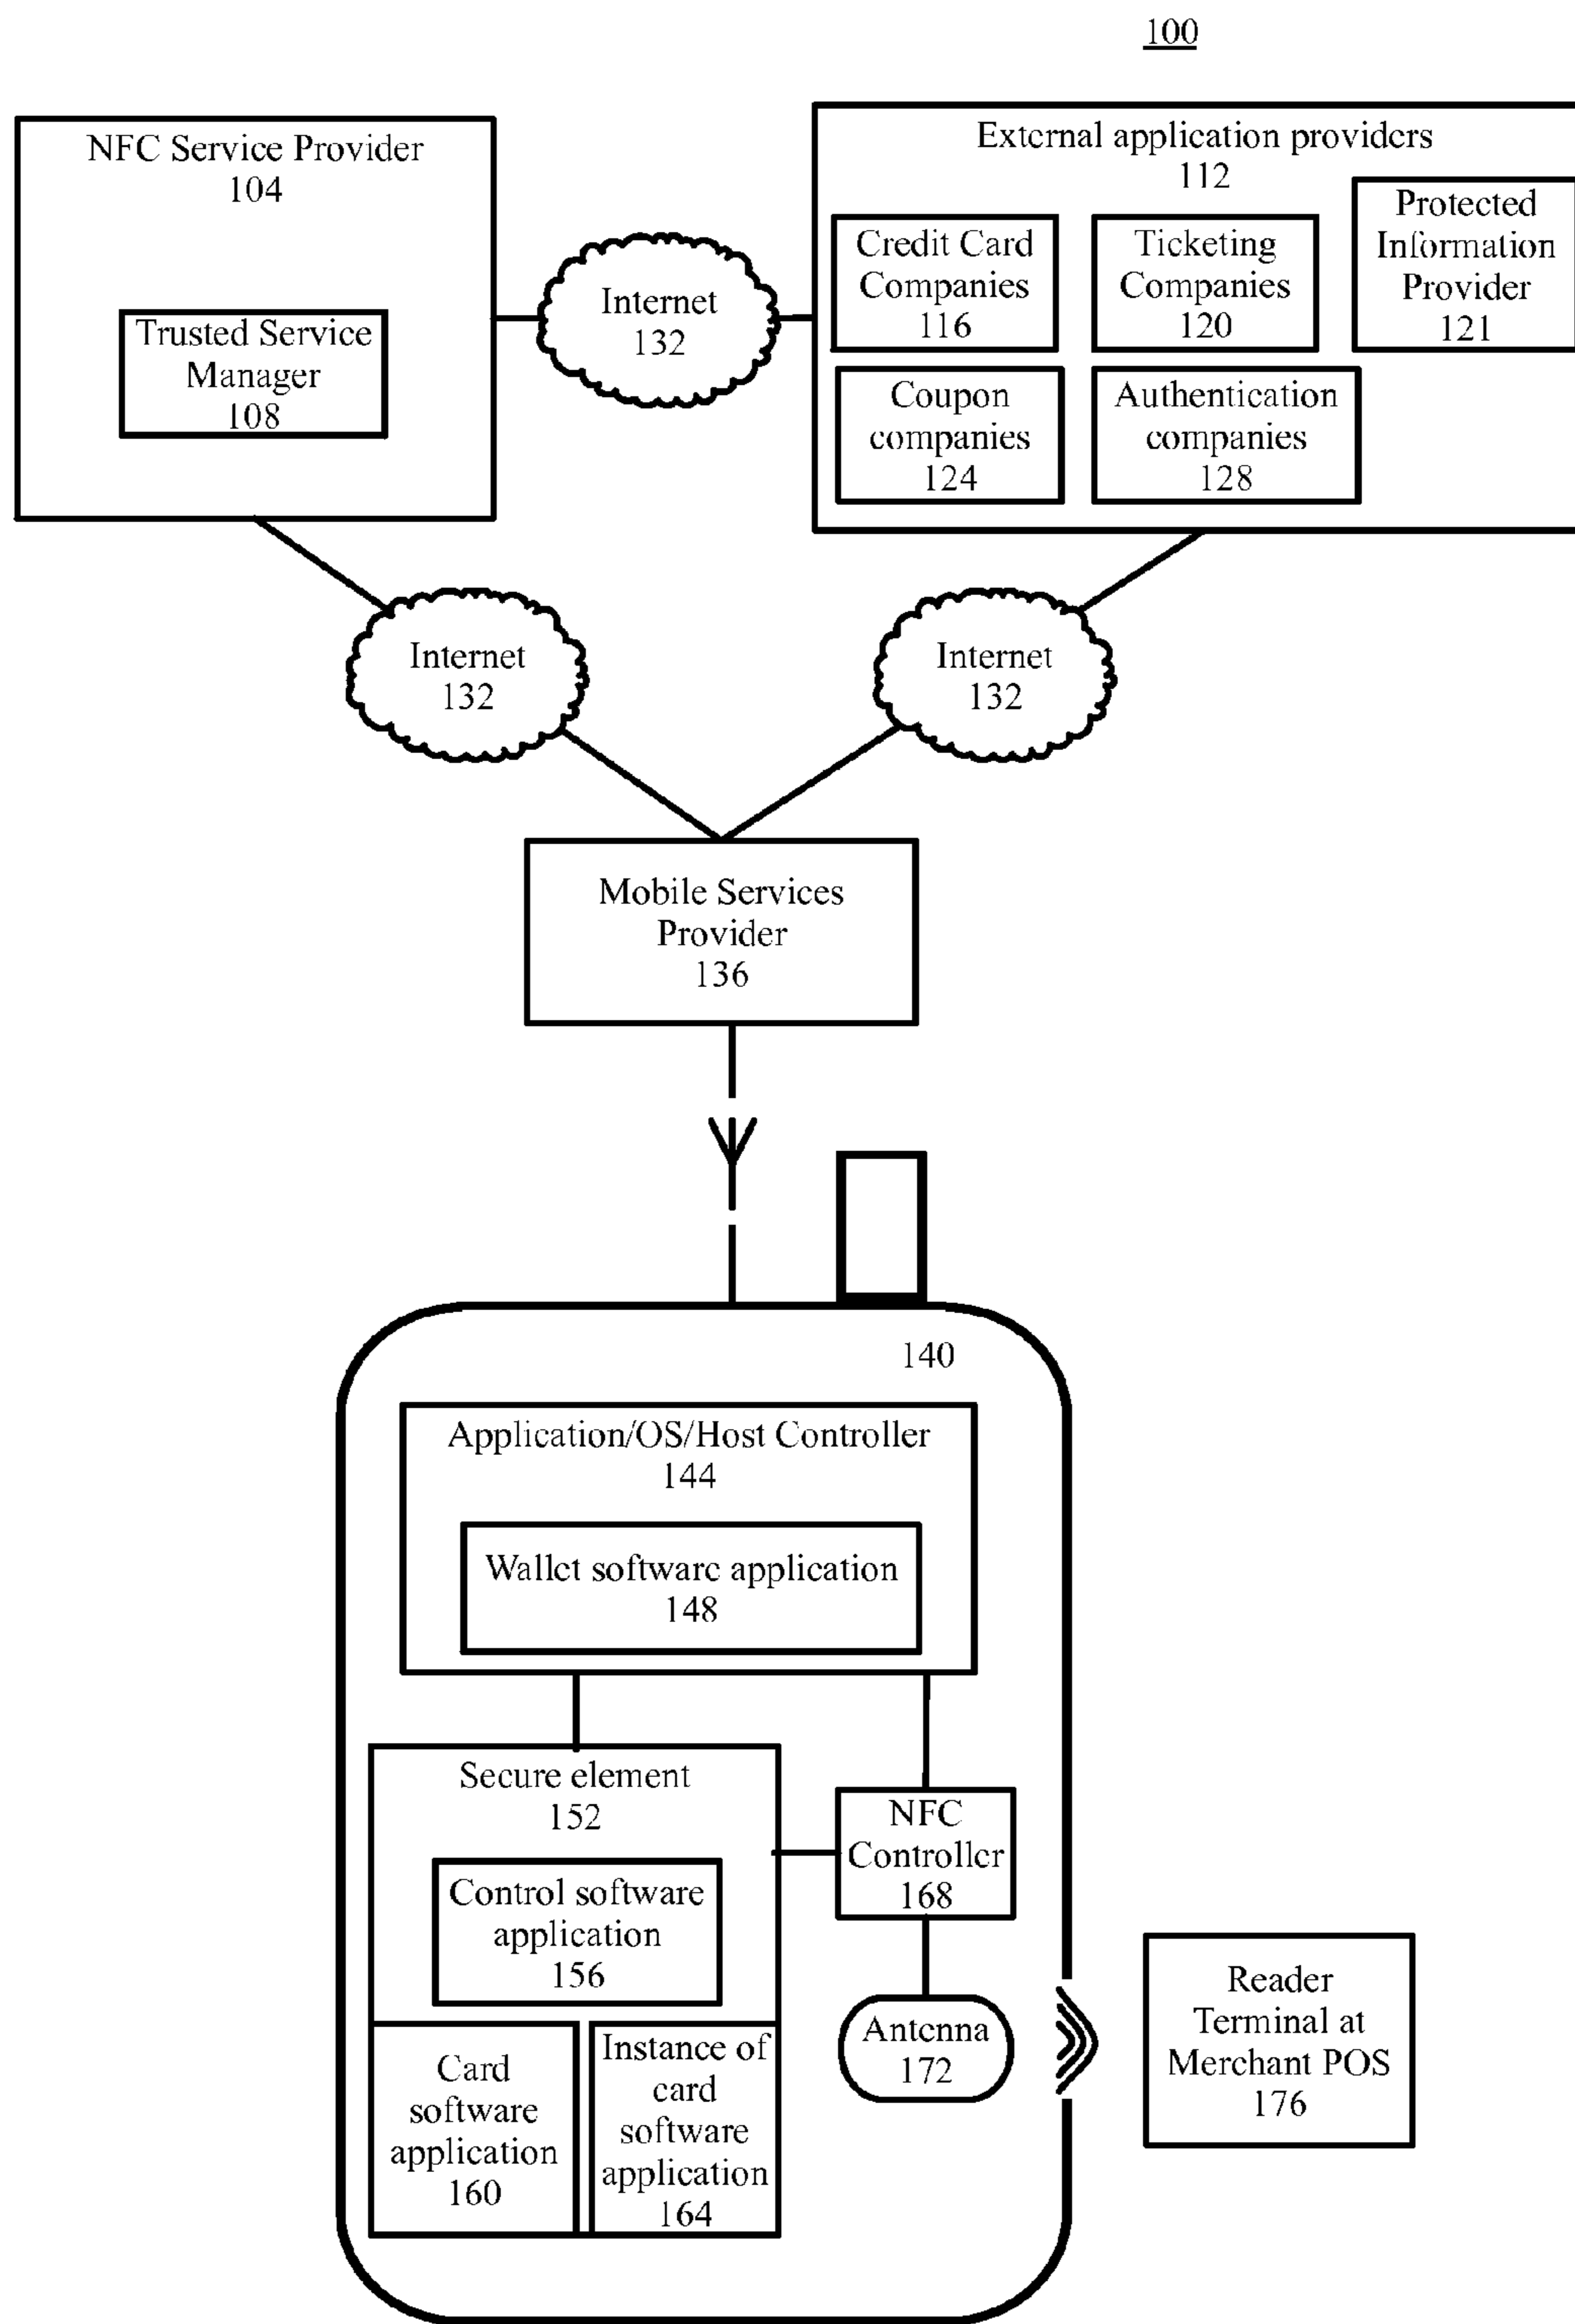 100
NFC Service Provider
104
Trusted Service
Manager
108
Internet
132
External application providers
112
Credit Card
Companies
116
Ticketing
Companies
120
Protected
Information
Provider
121
Coupon
companies
124
Authentication
companies
128
Internet
132
Internet
132
Mobile Services
Provider
136
140
Application/OS/Host Controller
144
Wallet software application
148
Secure element
152
Control software
application
156
Card
software
application
160
Instance of
card
software
application
164
NFC
Controller
168
Antenna
172
Reader
Terminal at
Merchant POS
176